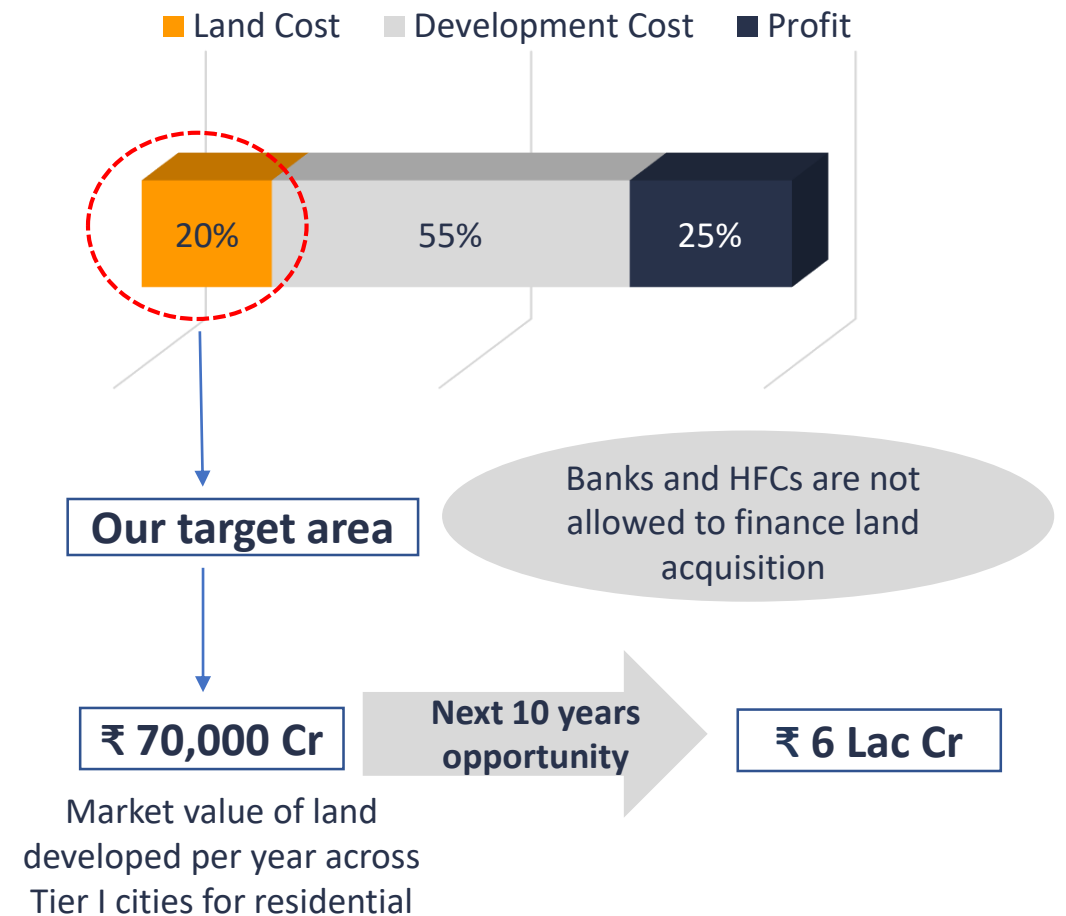 Land Cost Development Cost Profit
20% 55% 25%
Our target area
Banks and HFCs are not
allowed to finance land
acquisition
₹ 70,000 Cr
Next 10 years
opportunity
₹ 6 Lac Cr
Market value of land
developed per year across
Tier I cities for residential